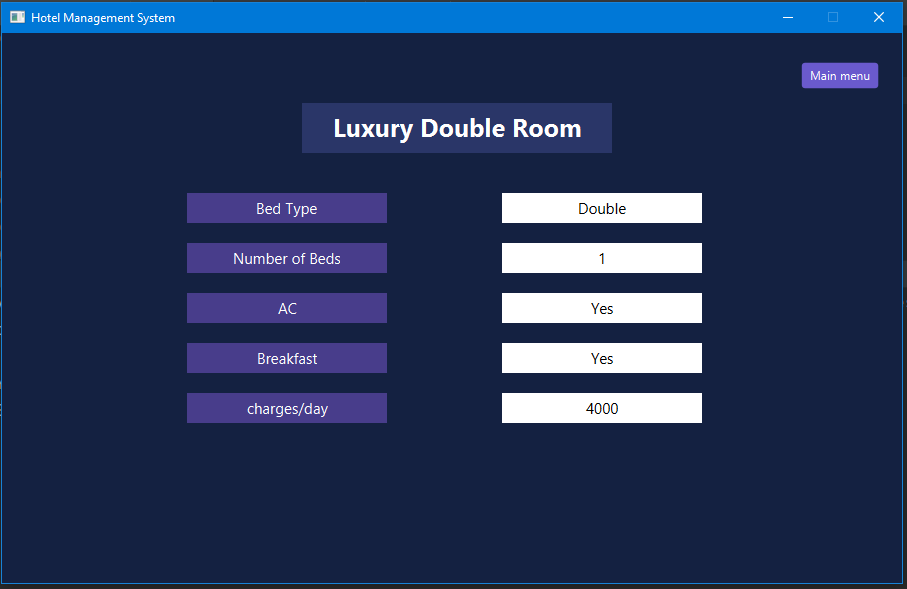 Hotel Management System
Main menu
Luxury Double Room
Bed Type
Double
Number of Beds
1
AC
Yes
Breakfast
Yes
charges/day
4000